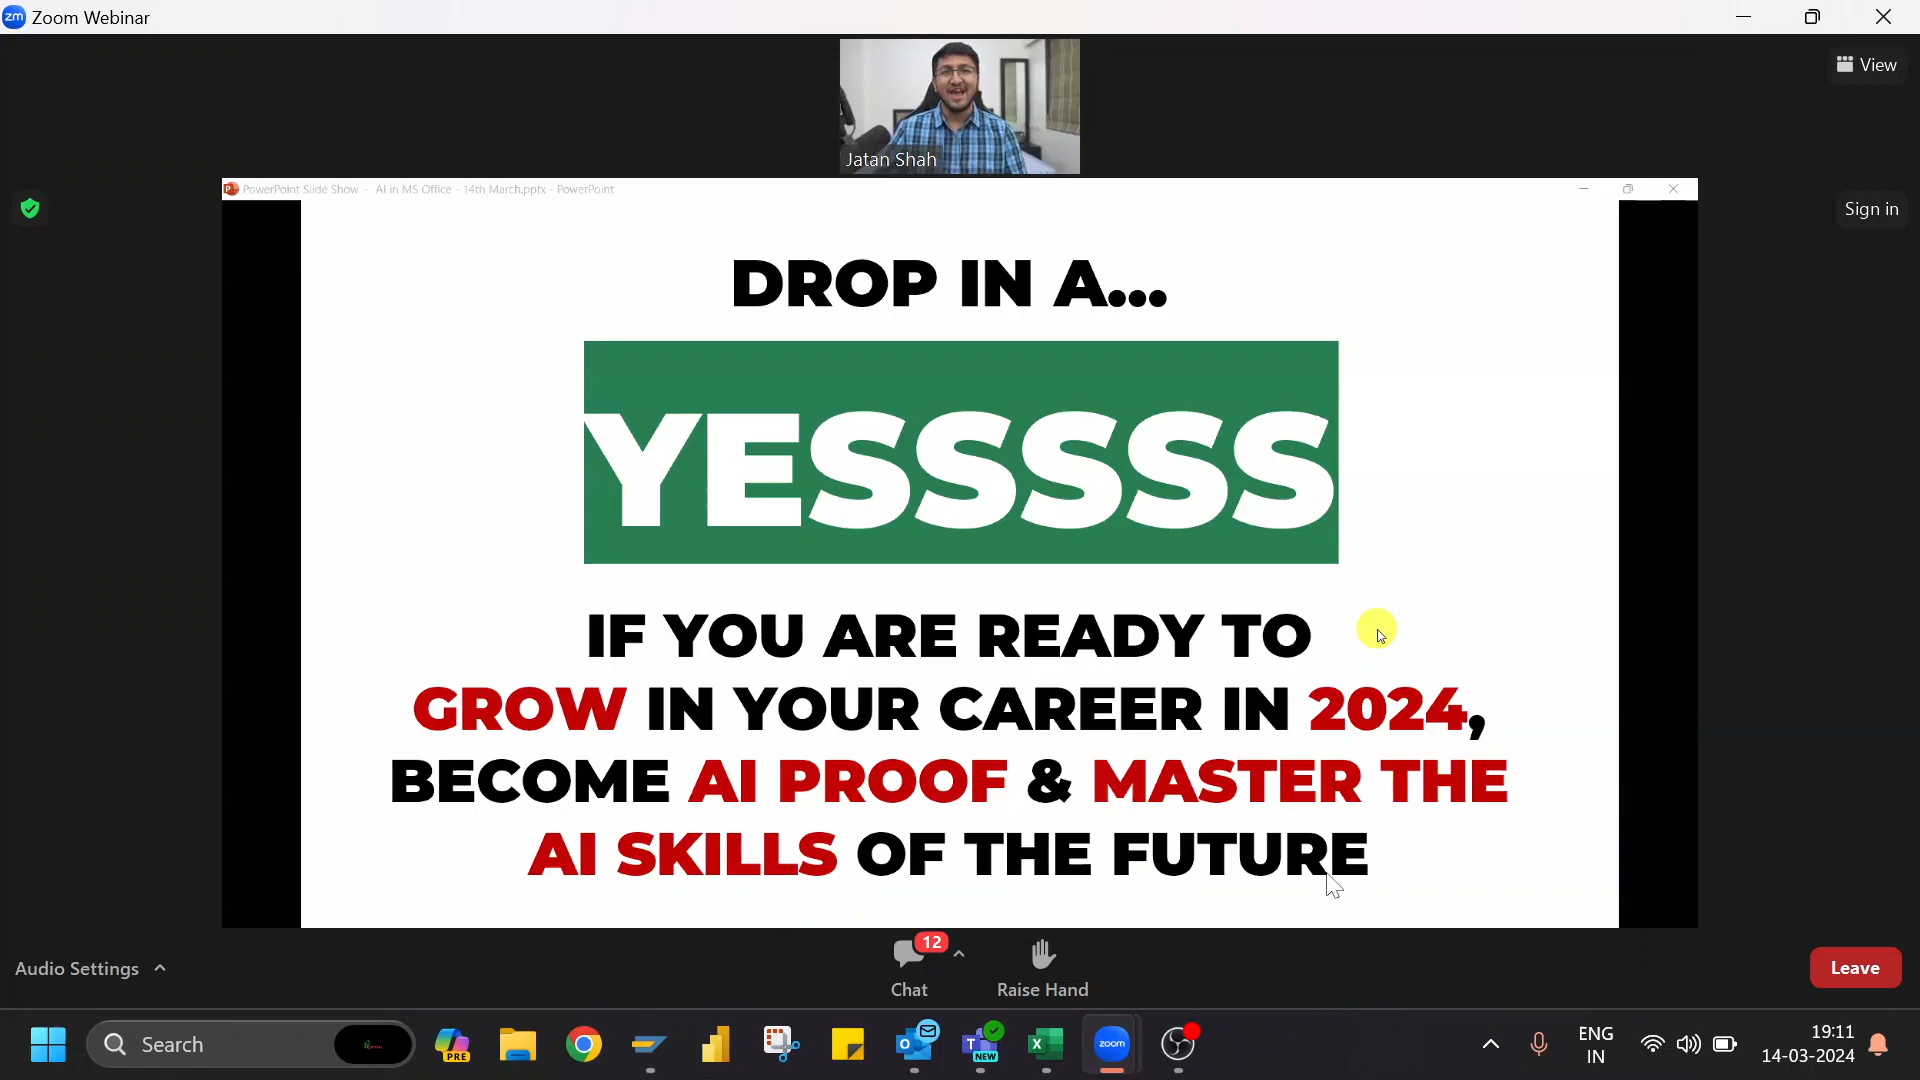 Zoom Webinar
View
Jatan Shah
PowerPoint Slide Show - AI in MS Office - 14th March.pptx - PowerPoint
Sign in
DROP IN A...
YESSSSS
IF YOU ARE READY TO
GROW IN YOUR CAREER IN 2024,
BECOME AI PROOF & MASTER THE
AI SKILLS OF THE FUTURE
Audio Settings
12
Chat
Raise Hand
Leave
Search
PRE
NEW
zoom
ENG
IN
19:11
14-03-2024